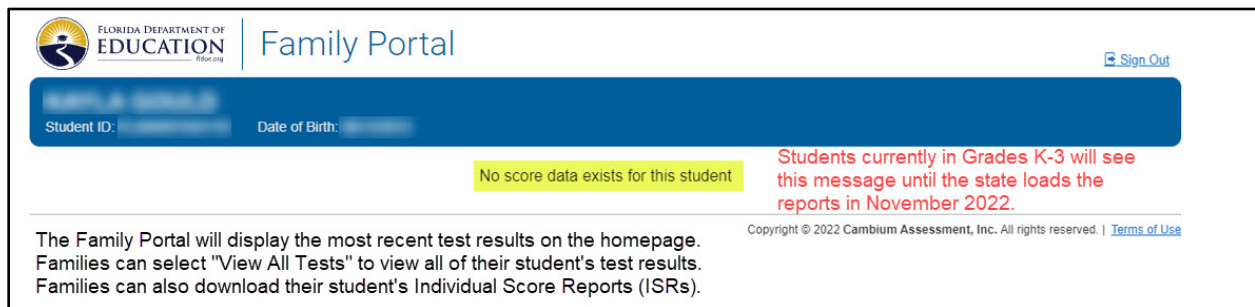 FLORIDA DEPARTMENT OF
EDUCATION
fldoe.org
Family Portal
Sign Out
Student ID:
Date of Birth:
No score data exists for this student
Students currently in Grades K-3 will see
this message until the state loads the
reports in November 2022.
Copyright © 2022 Cambium Assessment, Inc. All rights reserved. | Terms of Use
The Family Portal will display the most recent test results on the homepage.
Families can select "View All Tests" to view all of their student's test results.
Families can also download their student's Individual Score Reports (ISRs).